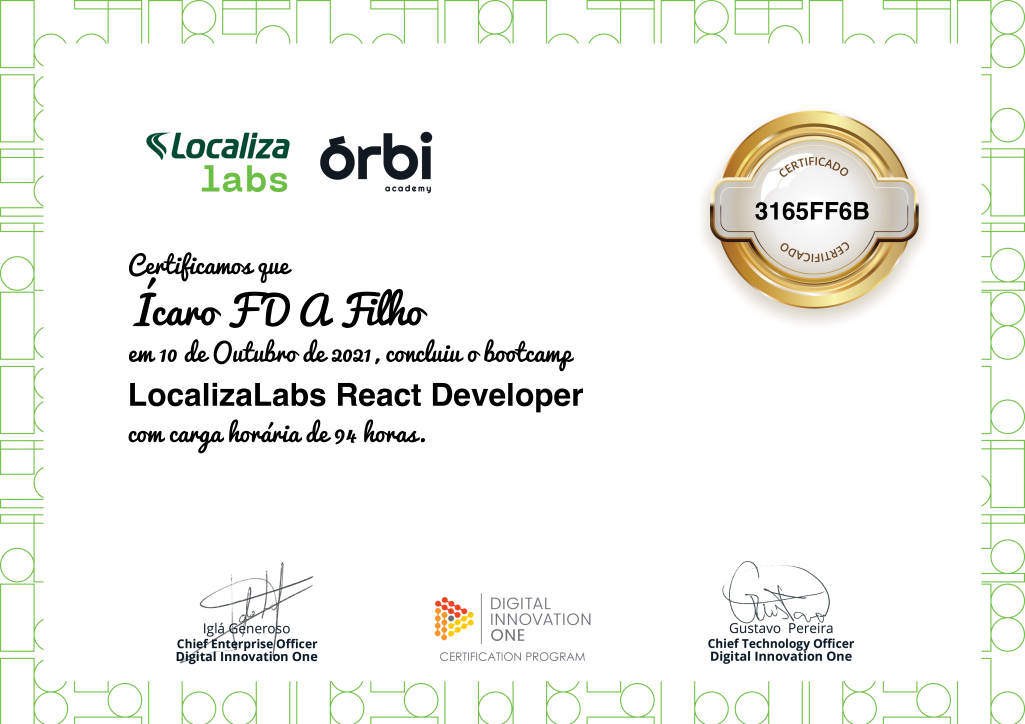 Localiza
labs
órbi
academy
CERTIFICADO
3165FF6B
CERTIFICADO
Certificamos que
Ícaro FD A Filho
em 10 de Outubro de 2021, concluiu o bootcamp
LocalizaLabs React Developer
com carga horária de 94 horas.
Iglá Generoso
Chief Enterprise Officer
Digital Innovation One
DIGITAL
INNOVATION
ONE
CERTIFICATION PROGRAM
Gustavo
Gustavo Pereira
Chief Technology Officer
Digital Innovation One